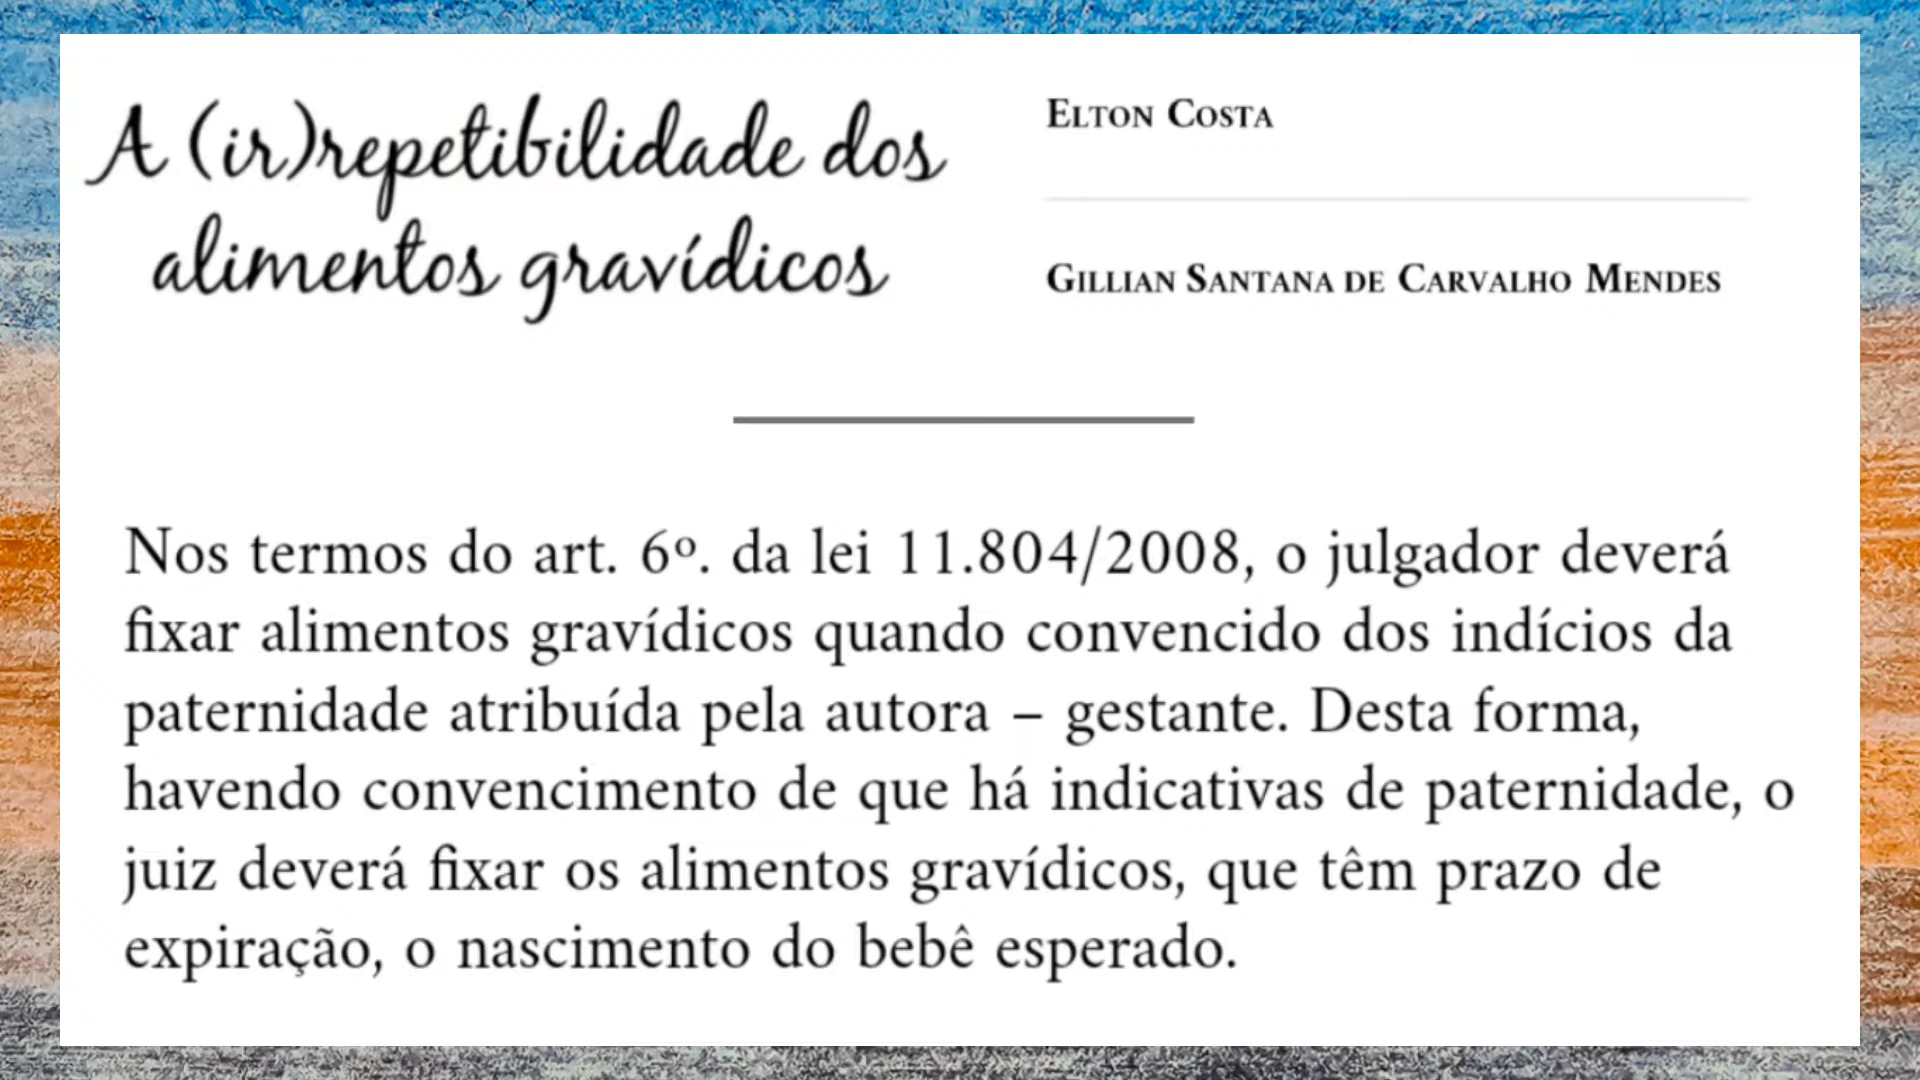 A (ir)repetibilidade dos
alimentos gravídicos
Elton Costa
Gillian Santana de Carvalho Mendes
Nos termos do art. 6º. da lei 11.804/2008, o julgador deverá
fixar alimentos gravídicos quando convencido dos indícios da
paternidade atribuída pela autora – gestante. Desta forma,
havendo convencimento de que há indicativas de paternidade, o
juiz deverá fixar os alimentos gravídicos, que têm prazo de
expiração, o nascimento do bebê esperado.